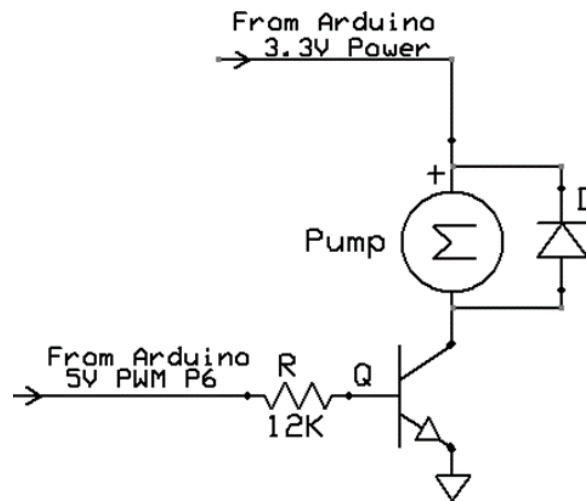 From Arduino
3.3V Power
+
D
Pump
From Arduino
5V PWM P6
R
Q
12K